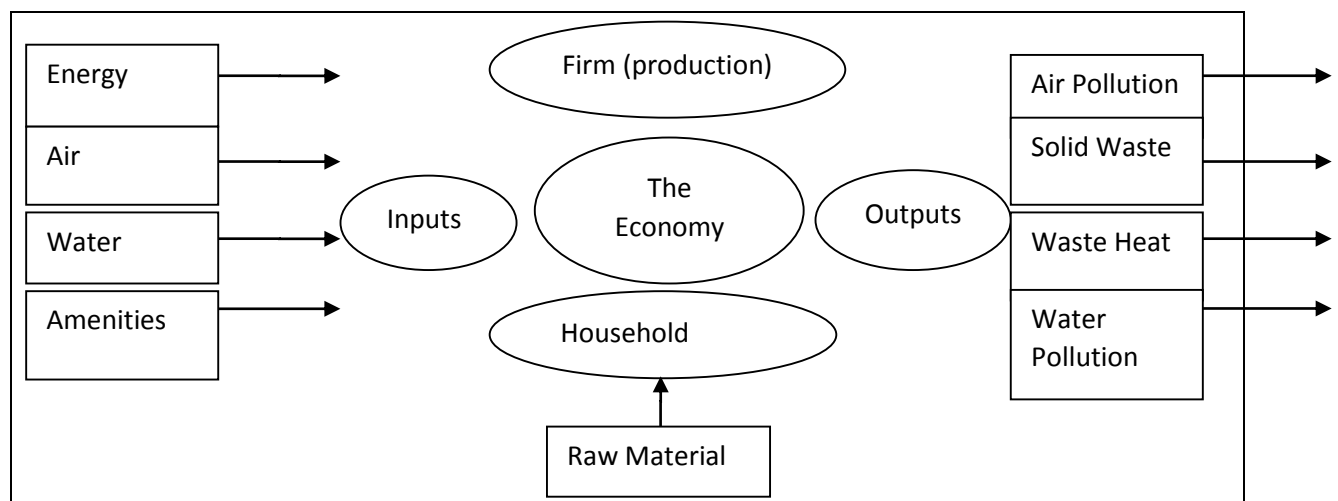 Energy
Air
Water
Amenities
Inputs
Firm (production)
The
Economy
Household
Raw Material
Outputs
Air Pollution
Solid Waste
Waste Heat
Water
Pollution